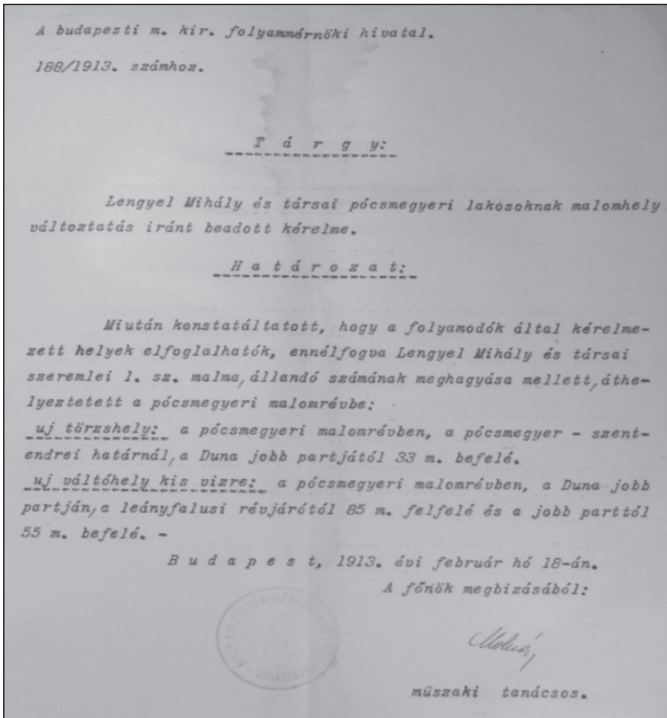 A budapesti m. kir. folyammérnöki hivatal.
188/1913. számhoz.
T á r g y:
Lengyel Mihály és társai pócsmegyeri lakosoknak malomhely
változtatás iránt beadott kérelme.
H a t á r o z a t:
Miután konstatáltatott, hogy a folyamodók által kérelme-
zett helyek elfoglalhatók, ennélfogva Lengyel Mihály és társai
szeremlei 1. sz. malma, állandó számának meghagyása mellett, áthe-
lyeztetett a pócsmegyeri malomrévbe:
uj törzshely: a pócsmegyeri malomrévben, a pócsmegyer - szent-
endrei határnál, a Duna jobb partjától 33 m. befelé.
uj váltóhely kis vizre: a pócsmegyeri malomrévben, a Duna jobb
partján, a leányfalusi révjárótól 85 m. felfelé és a jobb parttól
55 m. befelé. -
B u d a p e s t, 1913. évi február hó 18-án.
A főnök megbizásából:
müszaki tanácsos.